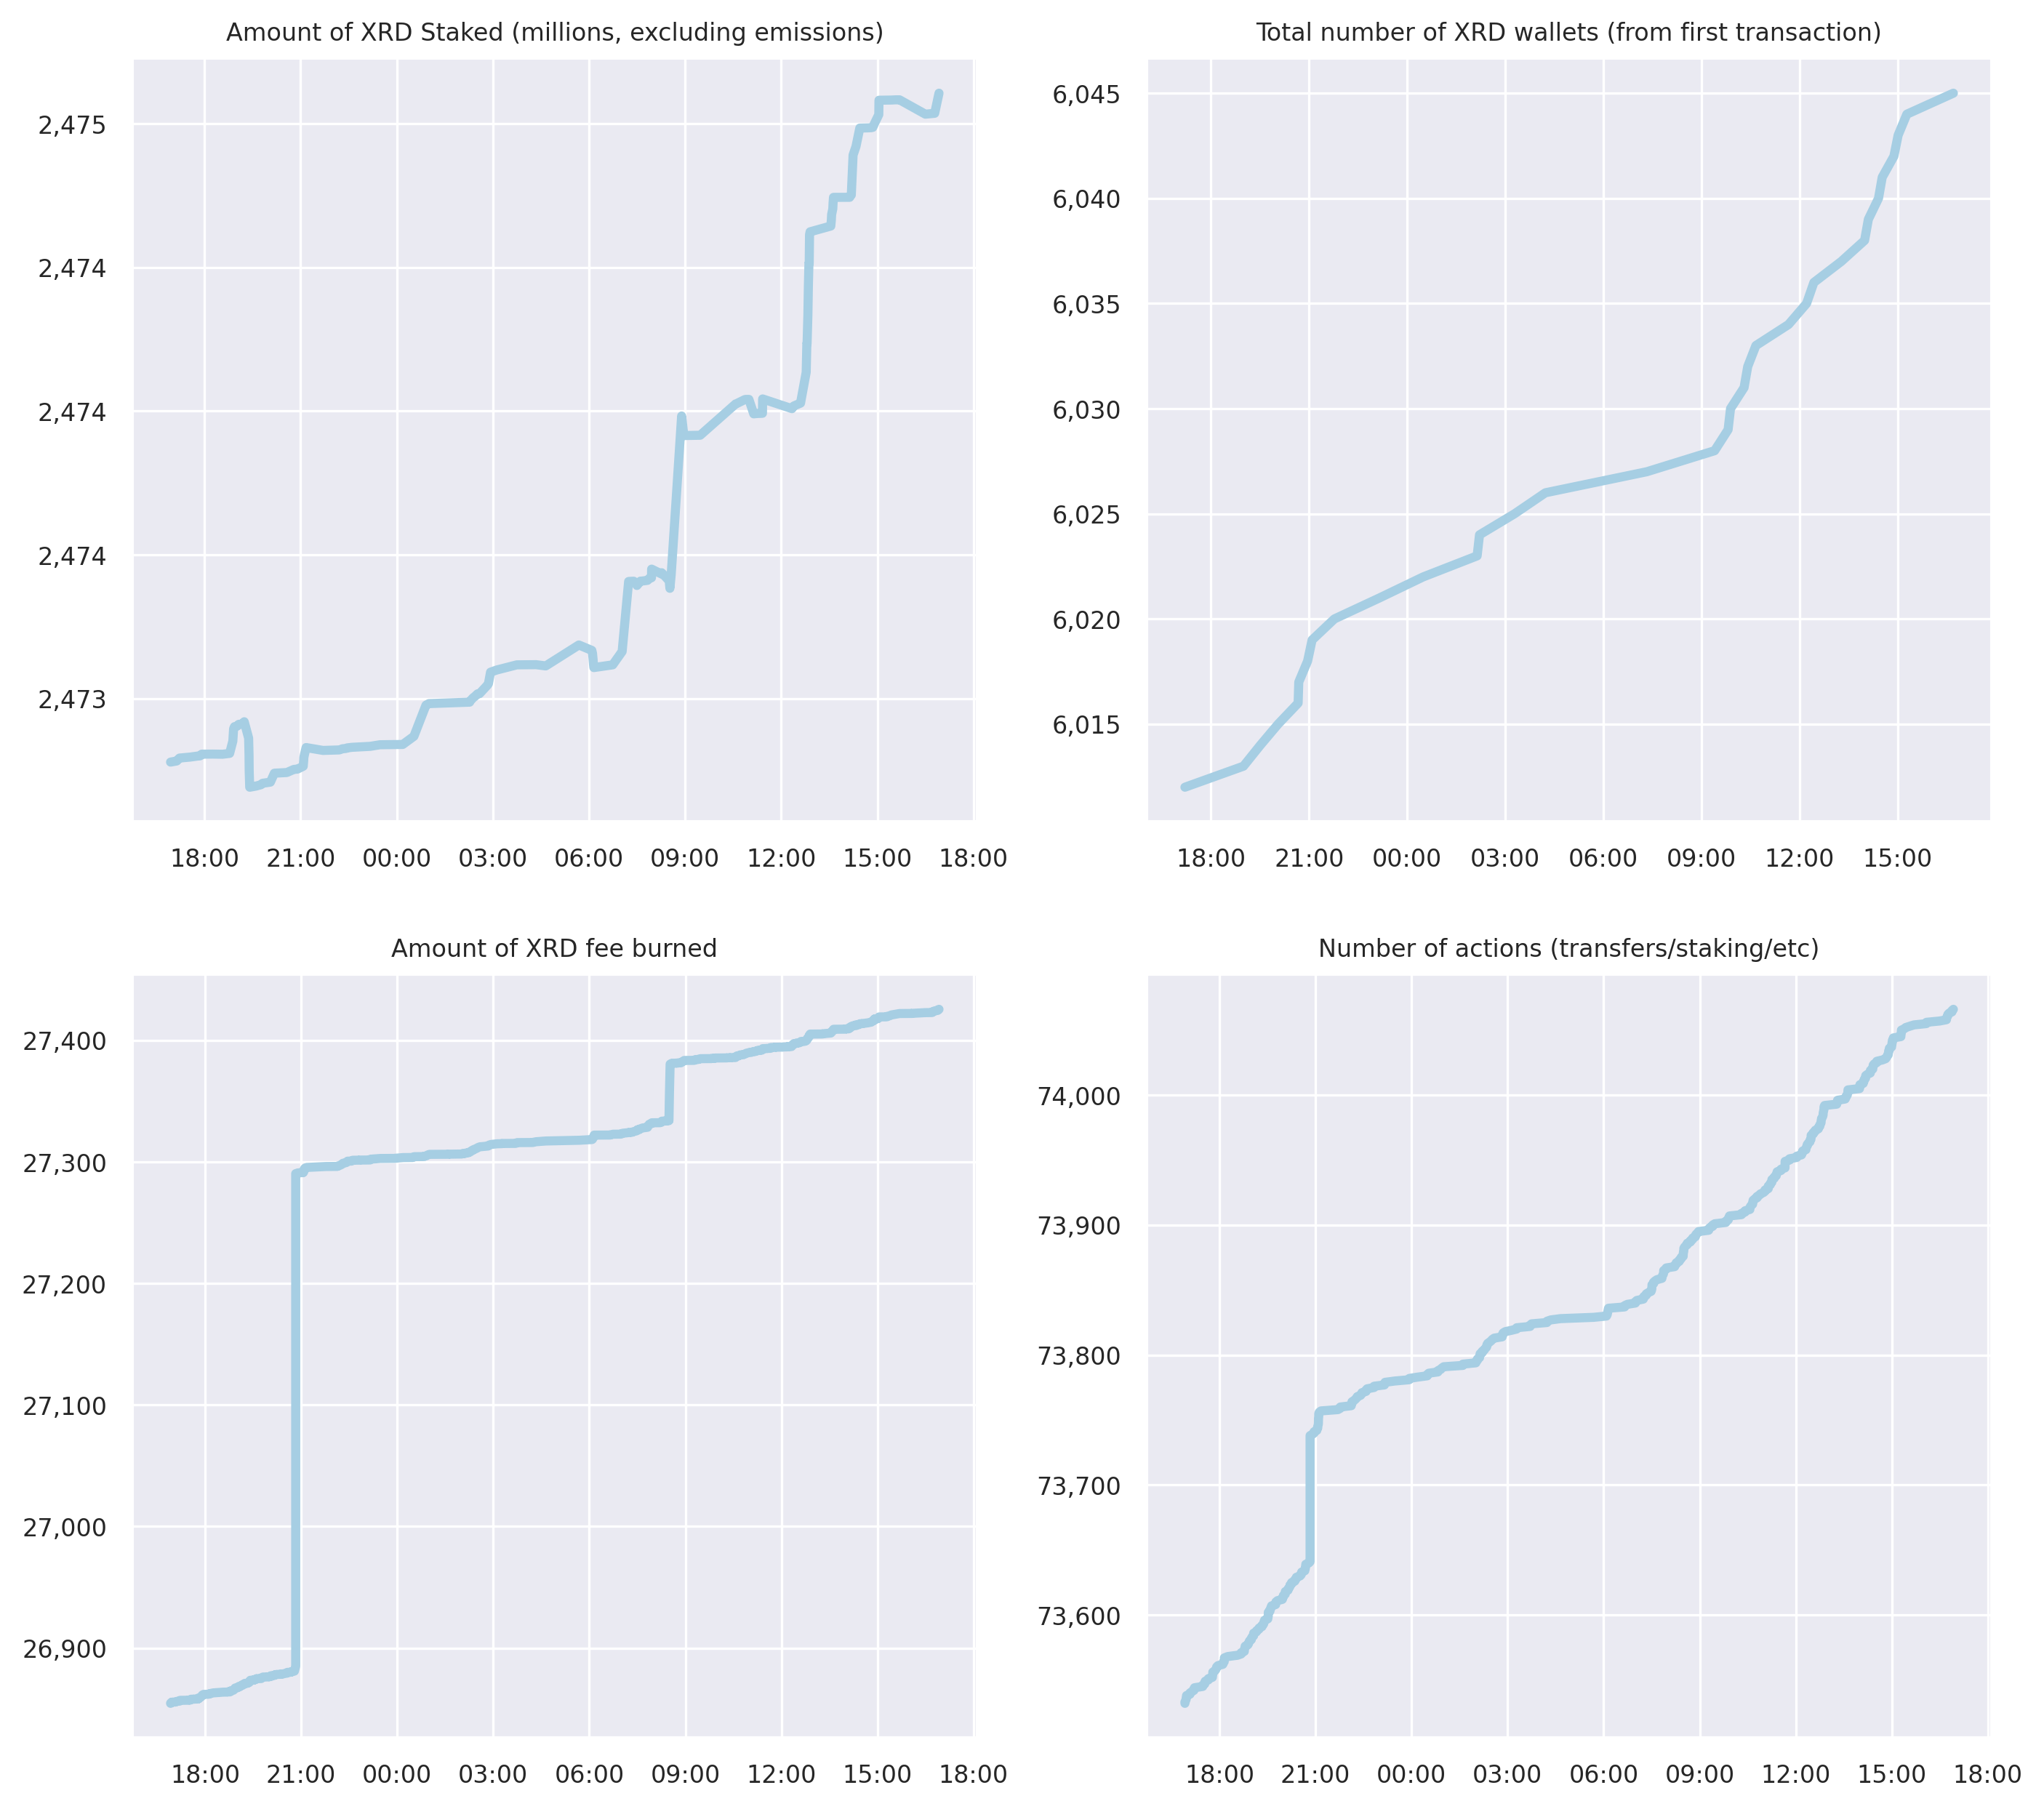 Amount of XRD Staked (millions, excluding emissions)
2,475
2,474
2,474
2,474
2,473
18:00 21:00 00:00 03:00 06:00 09:00 12:00 15:00 18:00
Total number of XRD wallets (from first transaction)
6,045
6,040
6,035
6,030
6,025
6,020
6,015
18:00 21:00 00:00 03:00 06:00 09:00 12:00 15:00
Amount of XRD fee burned
27,400
27,300
27,200
27,100
27,000
26,900
18:00 21:00 00:00 03:00 06:00 09:00 12:00 15:00 18:00
Number of actions (transfers/staking/etc)
74,000
73,900
73,800
73,700
73,600
18:00 21:00 00:00 03:00 06:00 09:00 12:00 15:00 18:00